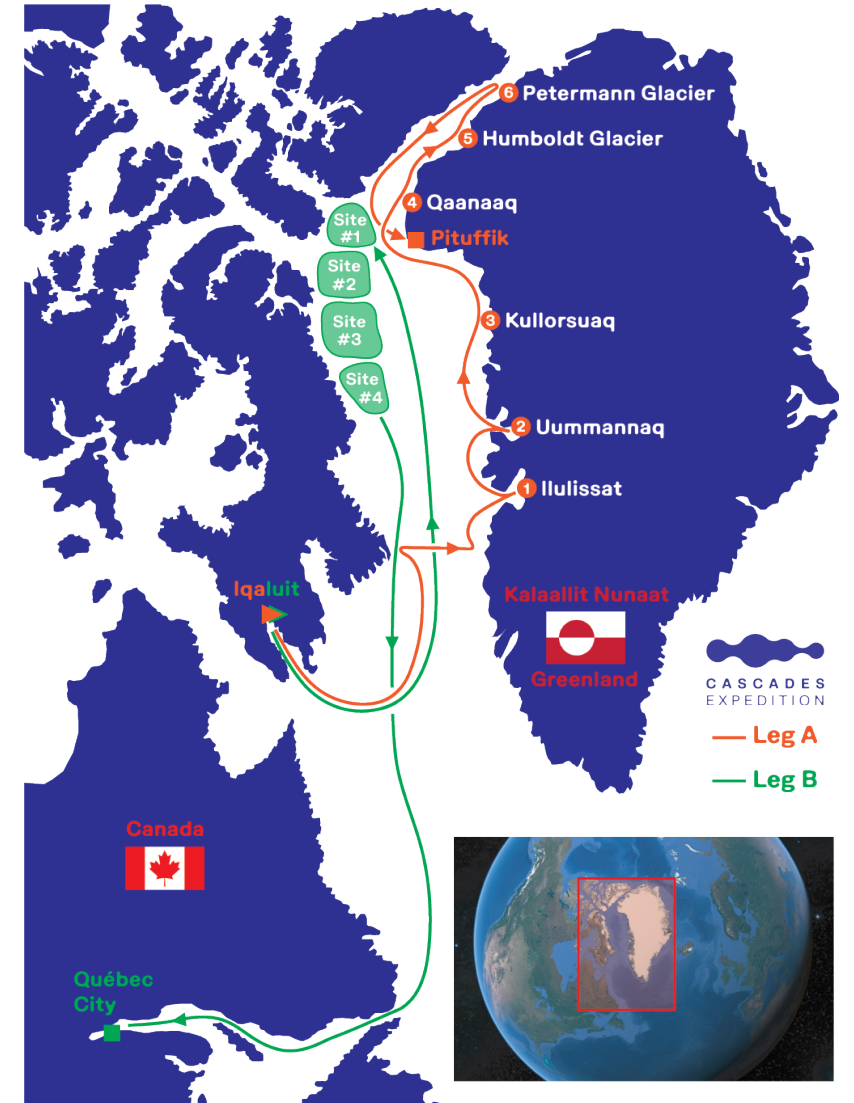 6 Petermann Glacier
5 Humboldt Glacier
4 Qaanaaq
Site
#1
Pituffik
Site
#2
Site
#3
3 Kullorsuaq
Site
#4
2 Uummannaq
1 Ilulissat
Iqaluit
Kalaallit Nunaat
Greenland
CASCADES
EXPEDITION
Leg A
Leg B
Canada
Québec
City